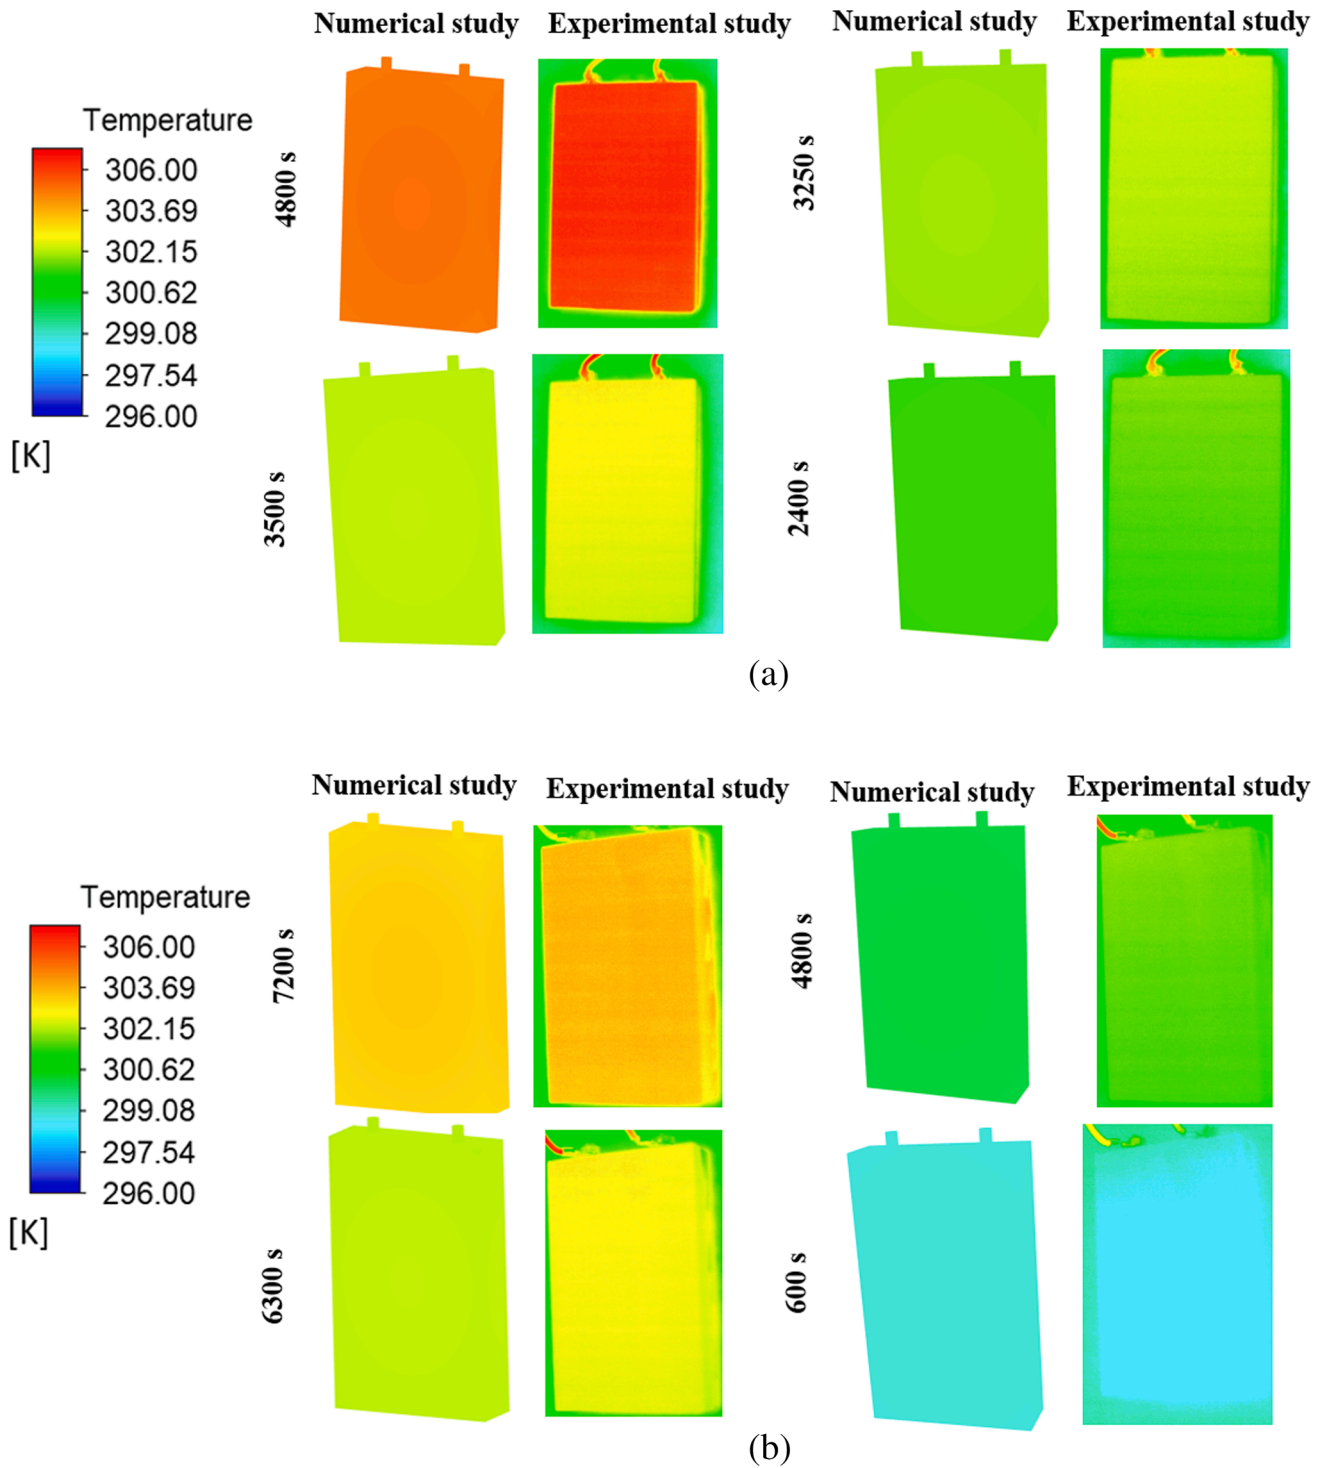 Numerical study Experimental study Numerical study Experimental study
Temperature
306.00
303.69
302.15
300.62
299.08
297.54
296.00
[K]
4800 s
3250 s
3500 s
2400 s
(a)
Numerical study Experimental study Numerical study Experimental study
Temperature
306.00
303.69
302.15
300.62
299.08
297.54
296.00
[K]
7200 s
4800 s
6300 s
600 s
(b)